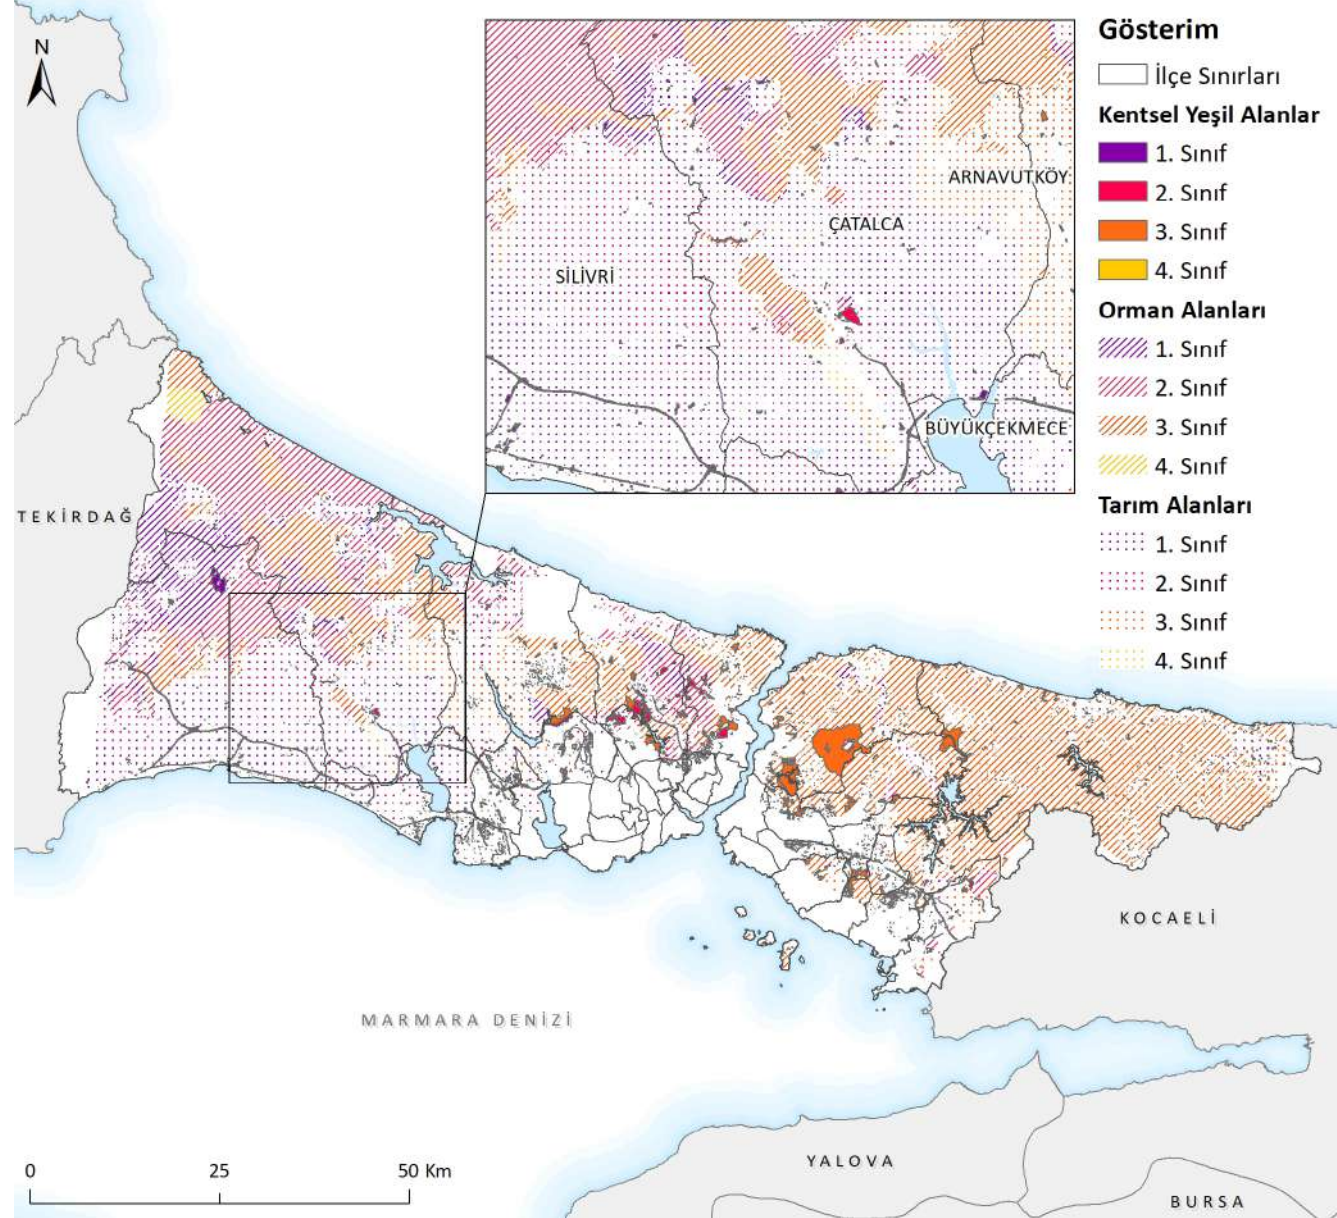 N
SİLİVRİ
ÇATALCA
ARNAVUTKÖY
BÜYÜKÇEKMECE
Gösterim
İlçe Sınırları
Kentsel Yeşil Alanlar
1. Sınıf
2. Sınıf
3. Sınıf
4. Sınıf
Orman Alanları
1. Sınıf
2. Sınıf
3. Sınıf
4. Sınıf
Tarım Alanları
1. Sınıf
2. Sınıf
3. Sınıf
4. Sınıf
TEKİRDAĞ
KOCAELİ
MARMARA DENİZİ
YALOVA
BURSA
0 25 50 Km